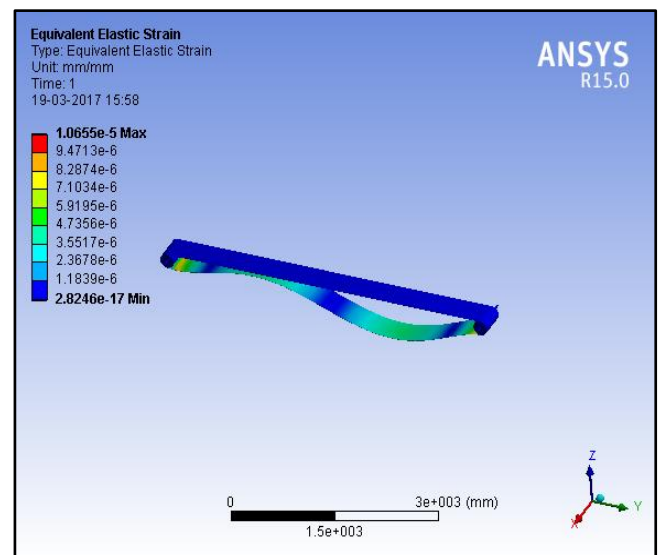 Equivalent Elastic Strain
Type: Equivalent Elastic Strain
Unit: mm/mm
Time: 1
19-03-2017 15:58
ANSYS
R15.0
1.0655e-5 Max
9.4713e-6
8.2874e-6
7.1034e-6
5.9195e-6
4.7356e-6
3.5517e-6
2.3678e-6
1.1839e-6
2.8246e-17 Min
0 3e+003 (mm)
1.5e+003
Z
Y
X